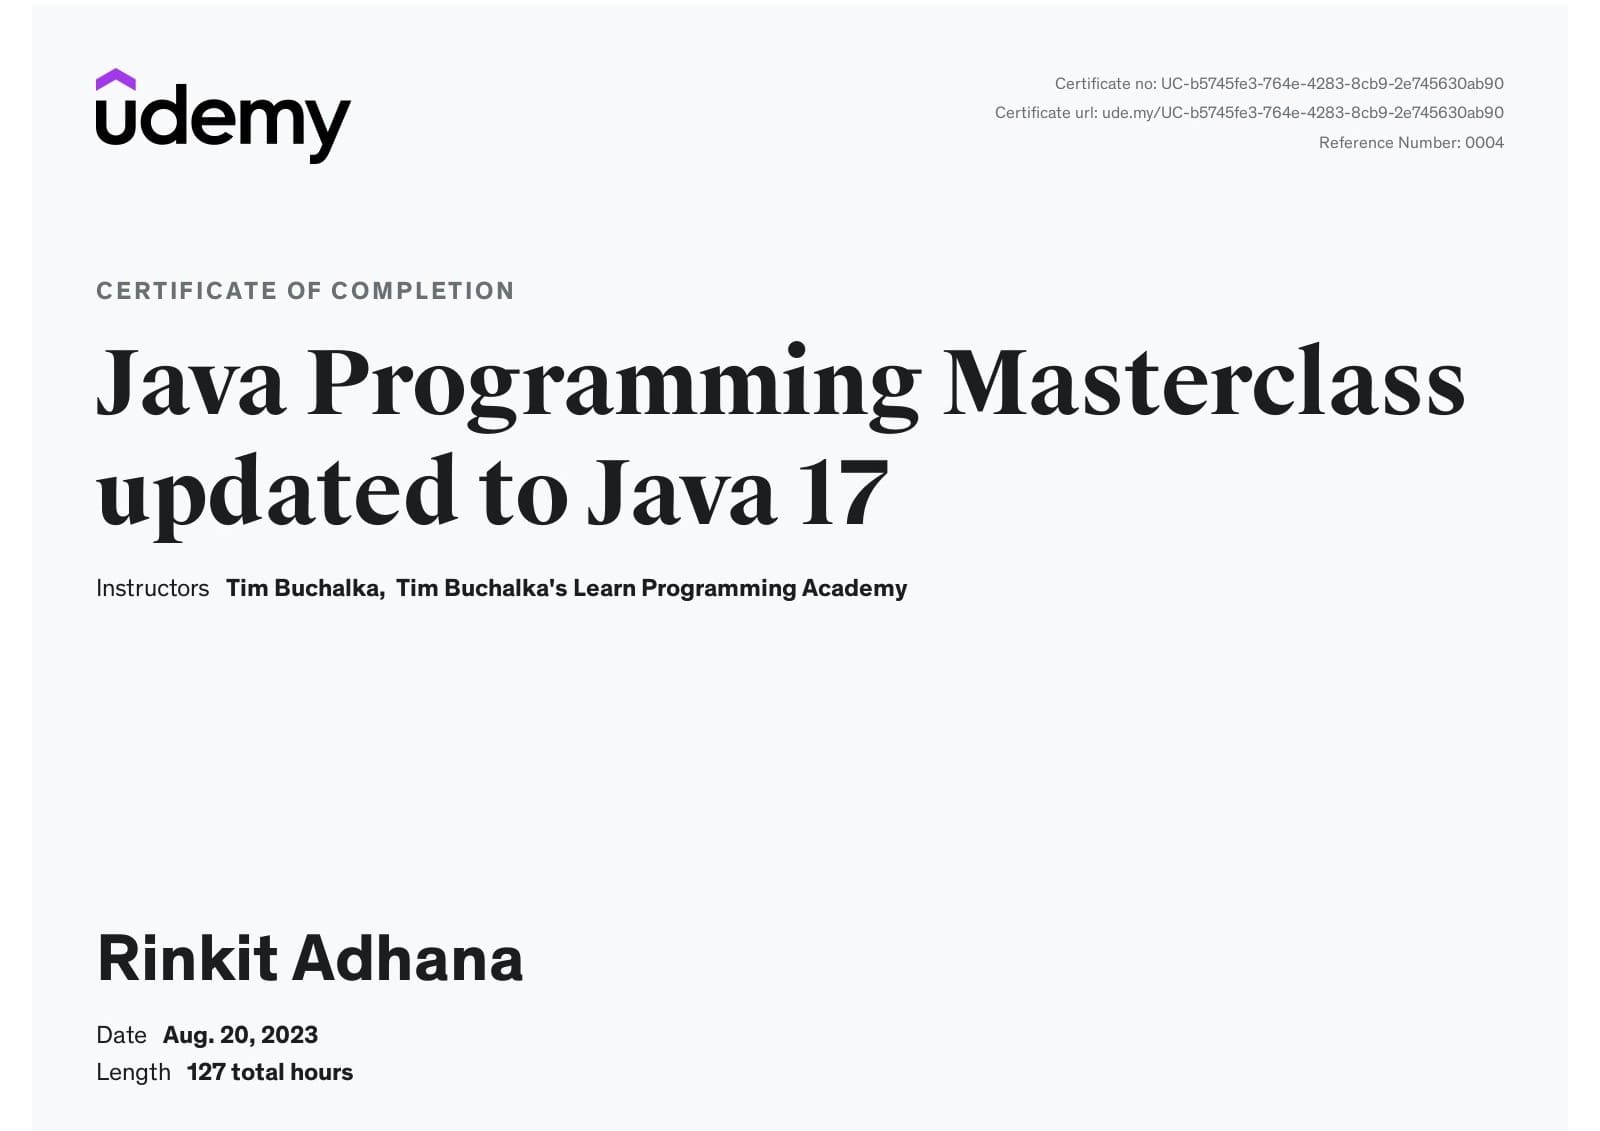 udemy
Certificate no: UC-b5745fe3-764e-4283-8cb9-2e745630ab90
Certificate url: ude.my/UC-b5745fe3-764e-4283-8cb9-2e745630ab90
Reference Number: 0004
CERTIFICATE OF COMPLETION
Java Programming Masterclass
updated to Java 17
Instructors Tim Buchalka, Tim Buchalka's Learn Programming Academy
Rinkit Adhana
Date Aug. 20, 2023
Length 127 total hours